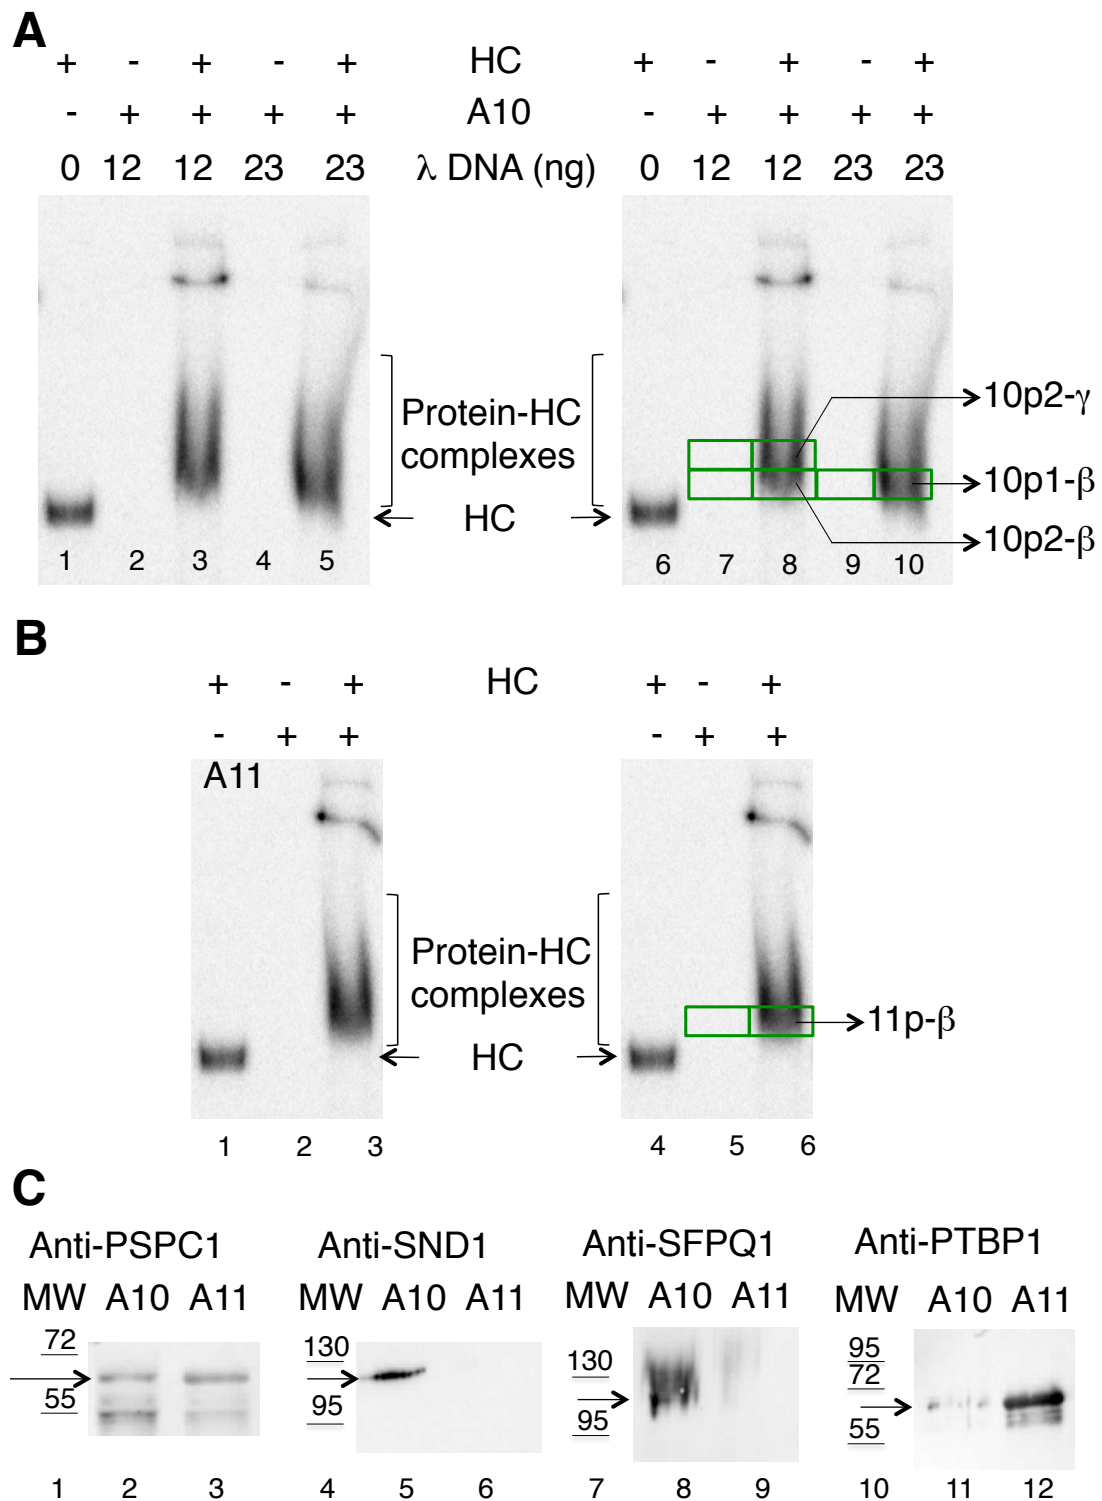 A
+ - + - + HC + - + - +
- + + + + A10 - + + + +
0 12 12 23 23 λ DNA (ng) 0 12 12 23 23
Protein-HC
complexes
HC
10p2-γ
10p1-β
10p2-β
1 2 3 4 5 6 7 8 9 10
B
+ - + HC + - +
- + + - + +
A11
Protein-HC
complexes
HC
11p-β
1 2 3 4 5 6
C
Anti-PSPC1 Anti-SND1 Anti-SFPQ1 Anti-PTBP1
MW A10 A11 MW A10 A11 MW A10 A11 MW A10 A11
72 130 130 95
72
55 95 95 55
1 2 3 4 5 6 7 8 9 10 11 12